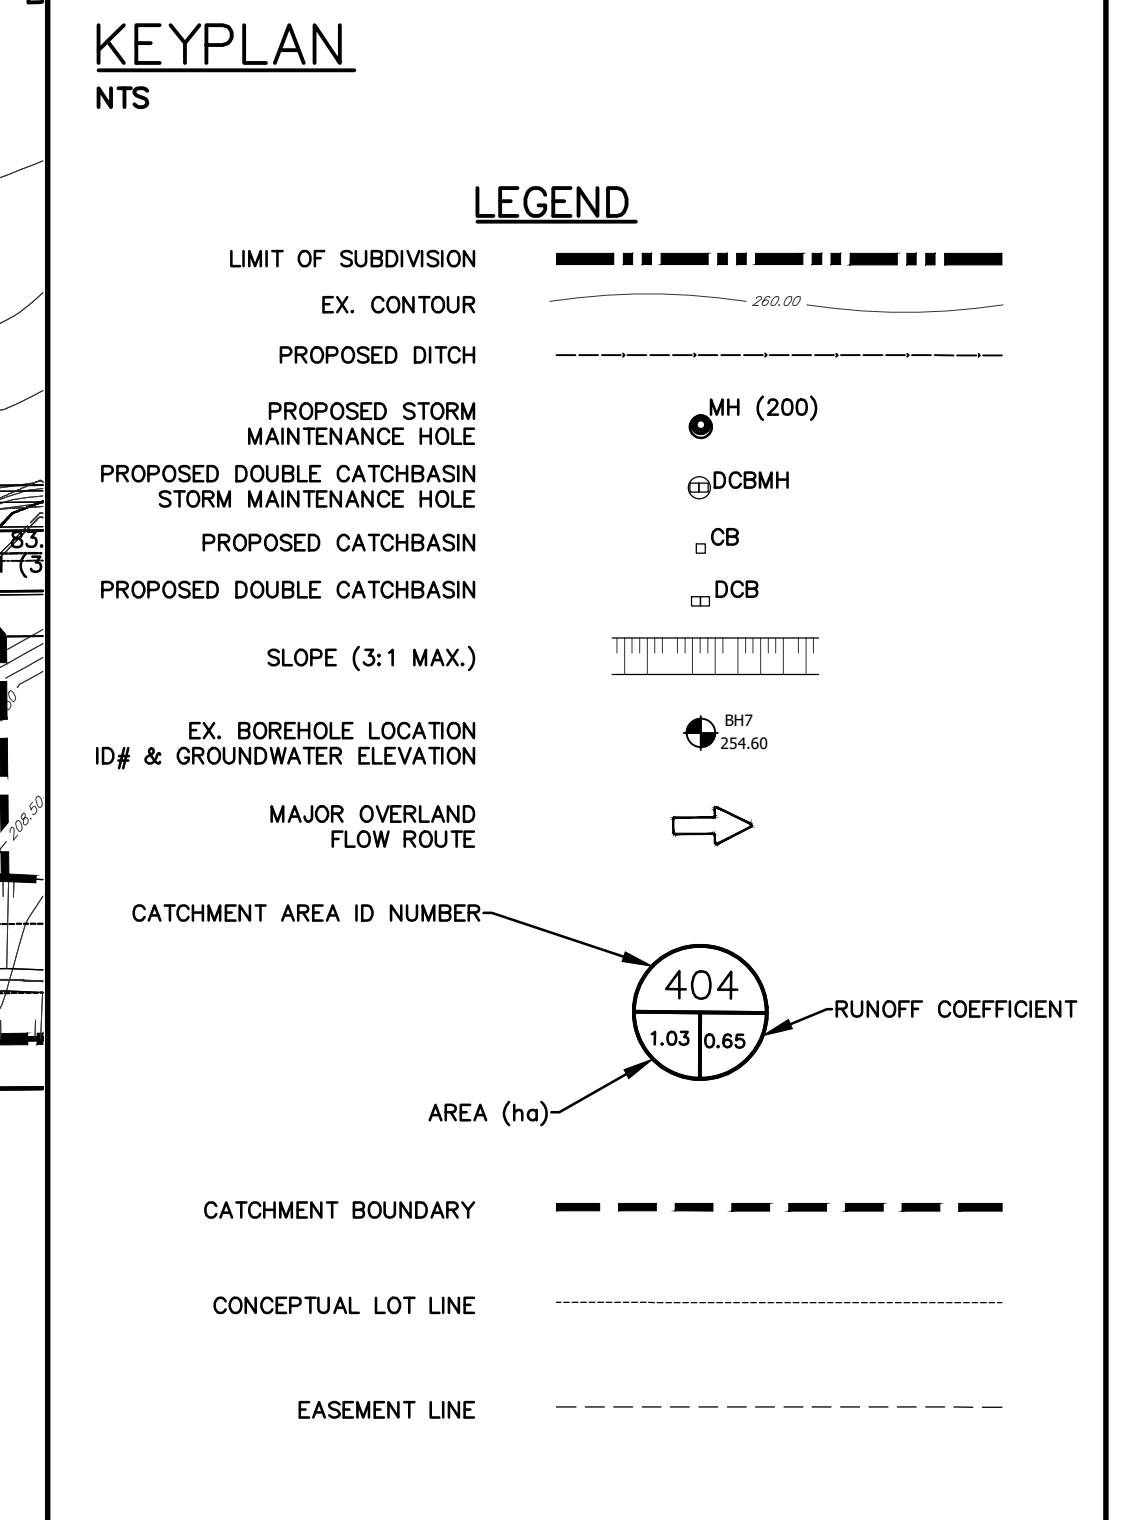 KEYPLAN
NTS
LEGEND
LIMIT OF SUBDIVISION
EX. CONTOUR
260.00
PROPOSED DITCH
PROPOSED STORM
MAINTENANCE HOLE
MH (200)
PROPOSED DOUBLE CATCHBASIN
STORM MAINTENANCE HOLE
DCBMH
PROPOSED CATCHBASIN
CB
PROPOSED DOUBLE CATCHBASIN
DCB
SLOPE (3:1 MAX.)
EX. BOREHOLE LOCATION
ID# & GROUNDWATER ELEVATION
BH7
254.60
MAJOR OVERLAND
FLOW ROUTE
CATCHMENT AREA ID NUMBER
404
1.03 0.65
RUNOFF COEFFICIENT
AREA (ha)
CATCHMENT BOUNDARY
CONCEPTUAL LOT LINE
EASEMENT LINE
83.
(3
208.50